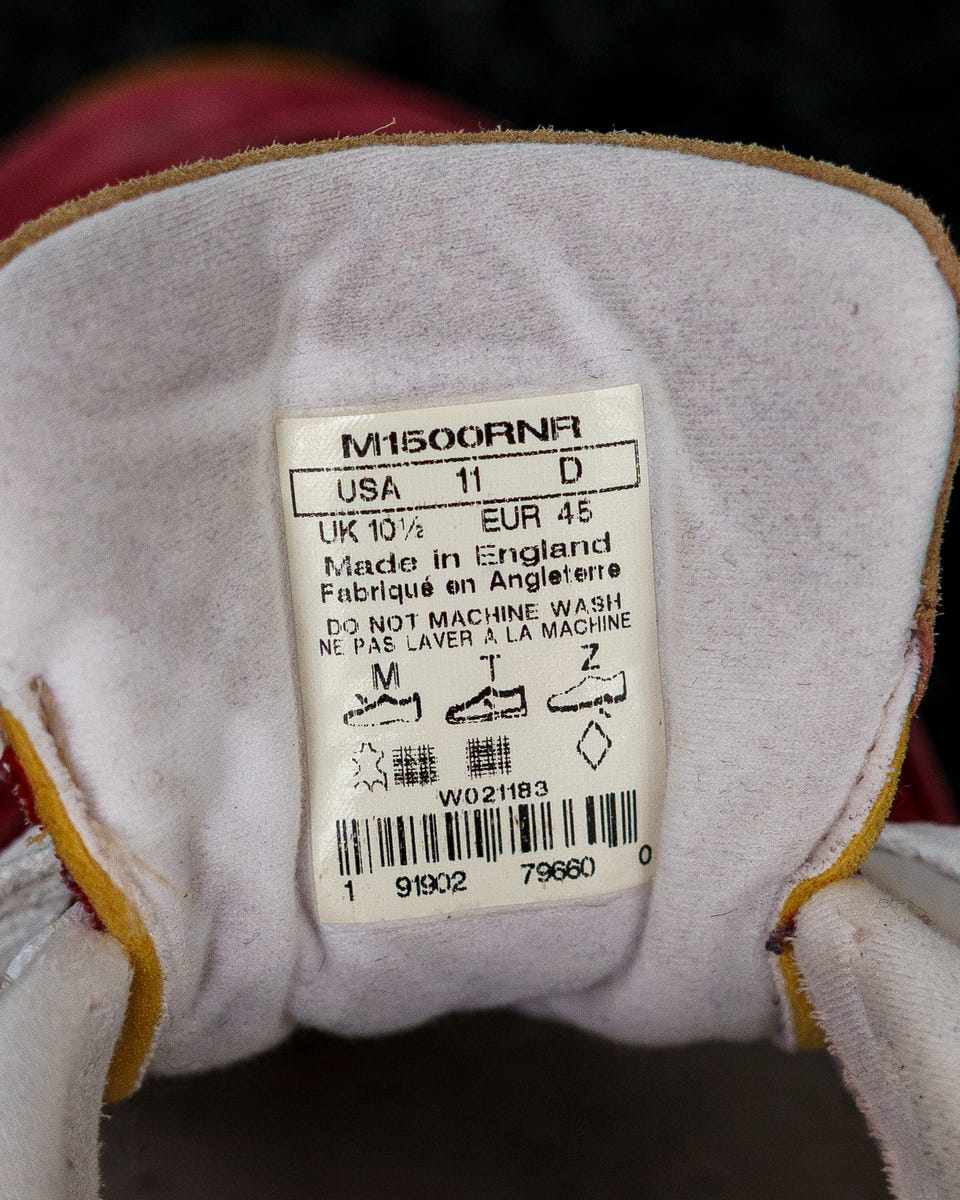 M1500RNR
USA 11 D
UK 10½ EUR 45
Made in England
Fabriqué en Angleterre
DO NOT MACHINE WASH
NE PAS LAVER A LA MACHINE
M T Z
W021183
1 91902 79660 0